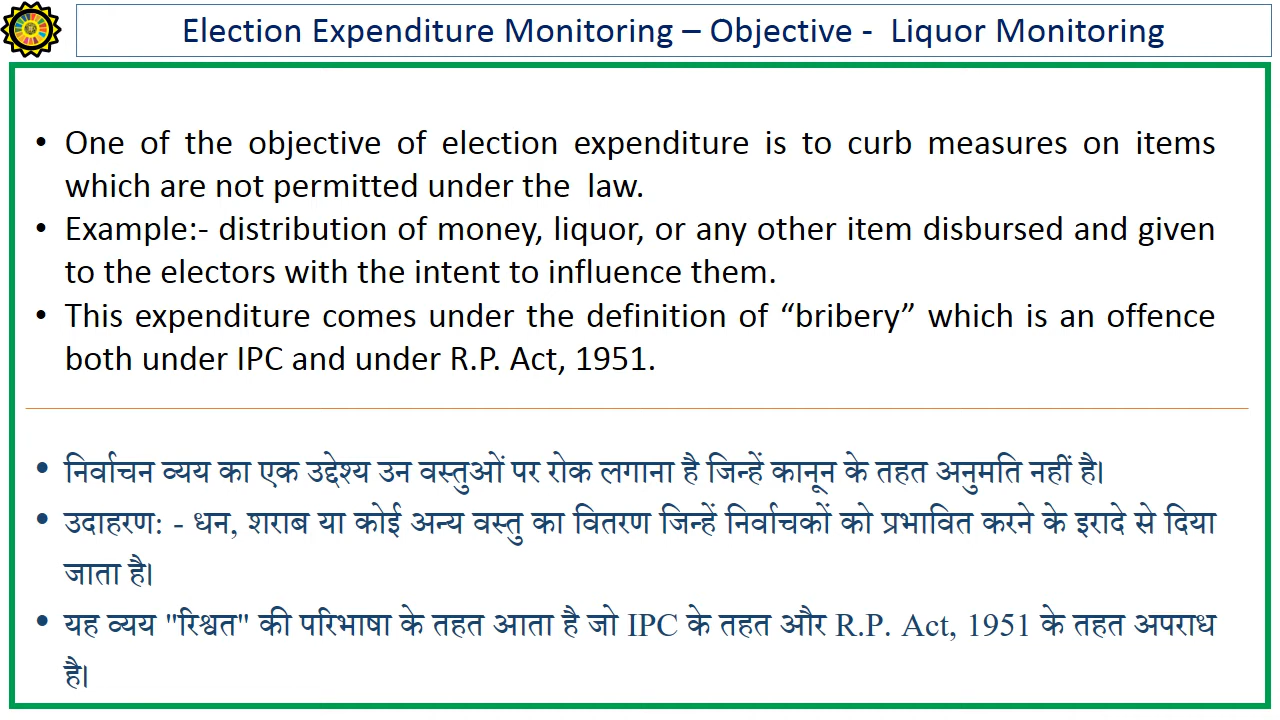 Election Expenditure Monitoring – Objective - Liquor Monitoring
• One of the objective of election expenditure is to curb measures on items
which are not permitted under the law.
• Example:- distribution of money, liquor, or any other item disbursed and given
to the electors with the intent to influence them.
• This expenditure comes under the definition of “bribery” which is an offence
both under IPC and under R.P. Act, 1951.
• निर्वाचन व्यय का एक उद्देश्य उन वस्तुओं पर रोक लगाना है जिन्हें कानून के तहत अनुमति नहीं है।
• उदाहरण: - धन, शराब या कोई अन्य वस्तु का वितरण जिन्हें निर्वाचकों को प्रभावित करने के इरादे से दिया
जाता है।
• यह व्यय "रिश्वत" की परिभाषा के तहत आता है जो IPC के तहत और R.P. Act, 1951 के तहत अपराध
है।